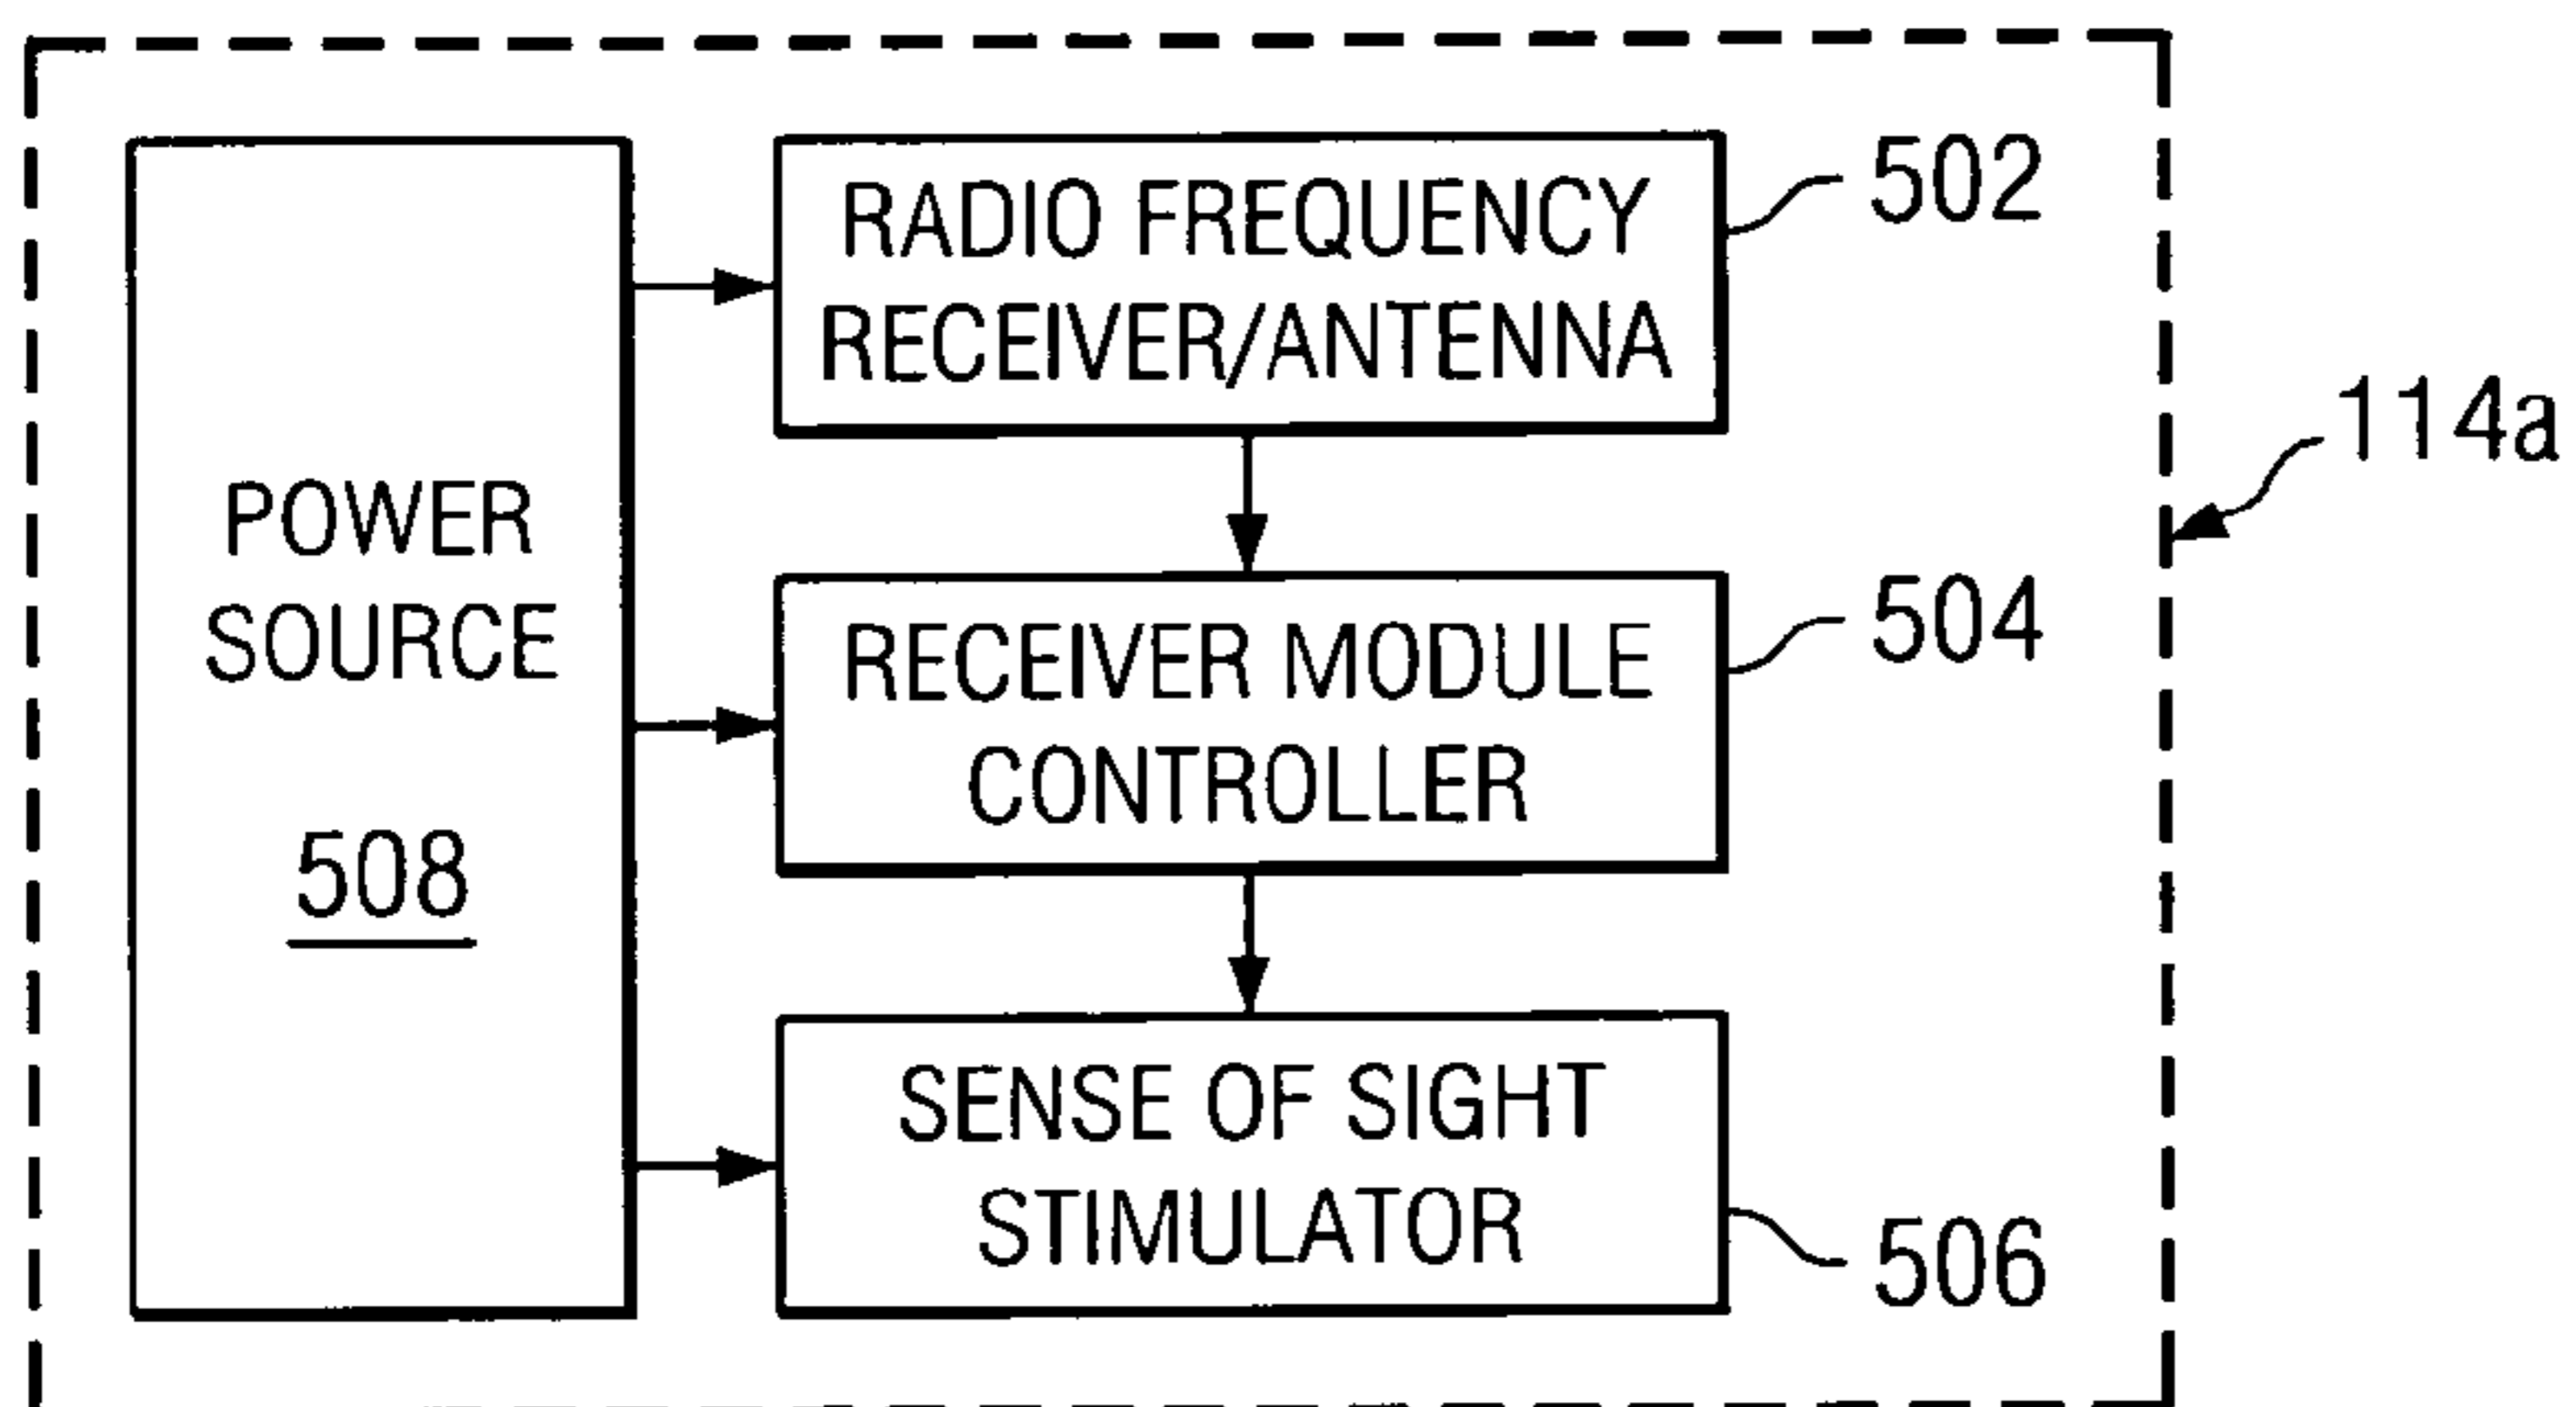 RADIO FREQUENCY
RECEIVER/ANTENNA
502
114a
POWER
SOURCE
508
RECEIVER MODULE
CONTROLLER
504
SENSE OF SIGHT
STIMULATOR
506